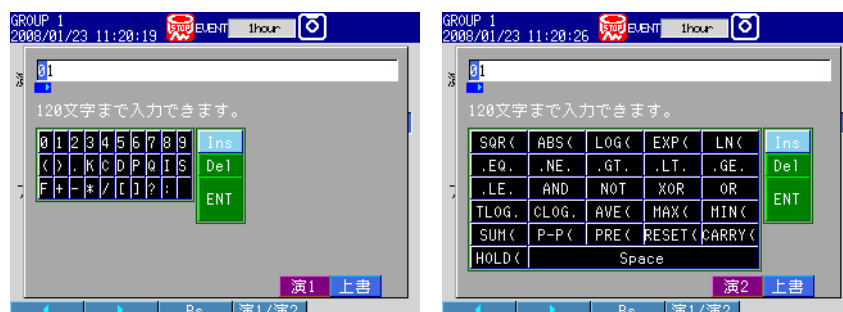 GROUP 1
2008/01/23 11:20:19 STOP EVENT 1hour
01
120文字まで入力できます。
0 1 2 3 4 5 6 7 8 9 Ins
( ) . K C D P Q I S Del
F + - * / [ ] ? : ENT
演1 上書
Bs 演1/演2
GROUP 1
2008/01/23 11:20:26 STOP EVENT 1hour
01
120文字まで入力できます。
SQR( ABS( LOG( EXP( LN( Ins
.EQ. .NE. .GT. .LT. .GE. Del
.LE. AND NOT XOR OR ENT
TLOG. CLOG. AVE( MAX( MIN(
SUM( P-P( PRE( RESET( CARRY(
HOLD( Space
演2 上書
Bs 演1/演2